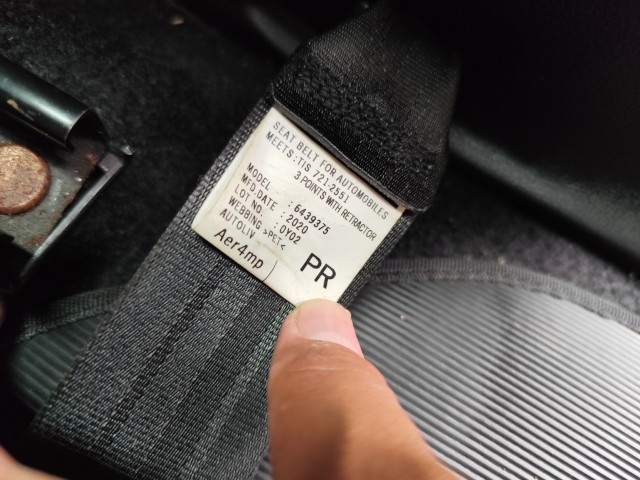 SEAT BELT FOR AUTOMOBILES
MEETS : TIS 721-2551
3 POINTS WITH RETRACTOR
MODEL : 6439375
MFD.DATE : 2020
LOT NO. : 0Y02
WEBBING >PET<
AUTOLIV
Aer4mp PR